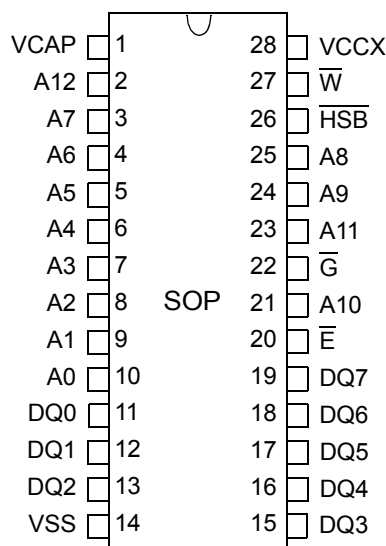 VCAP 1 28 VCCX
A12 2 27 W̅
A7 3 26 H̅S̅B̅
A6 4 25 A8
A5 5 24 A9
A4 6 23 A11
A3 7 22 G̅
A2 8 SOP 21 A10
A1 9 20 E̅
A0 10 19 DQ7
DQ0 11 18 DQ6
DQ1 12 17 DQ5
DQ2 13 16 DQ4
VSS 14 15 DQ3